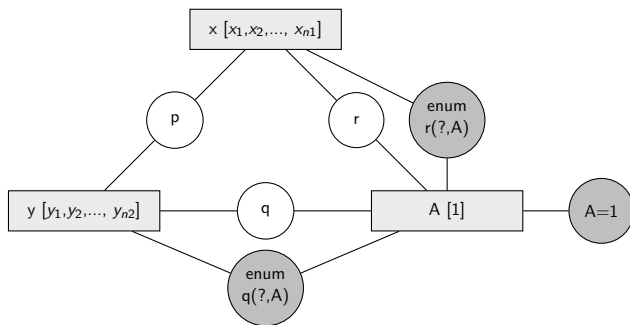 x [x1,x2,..., xn1]
p
r
enum
r(?,A)
y [y1,y2,..., yn2]
q
A [1]
A=1
enum
q(?,A)